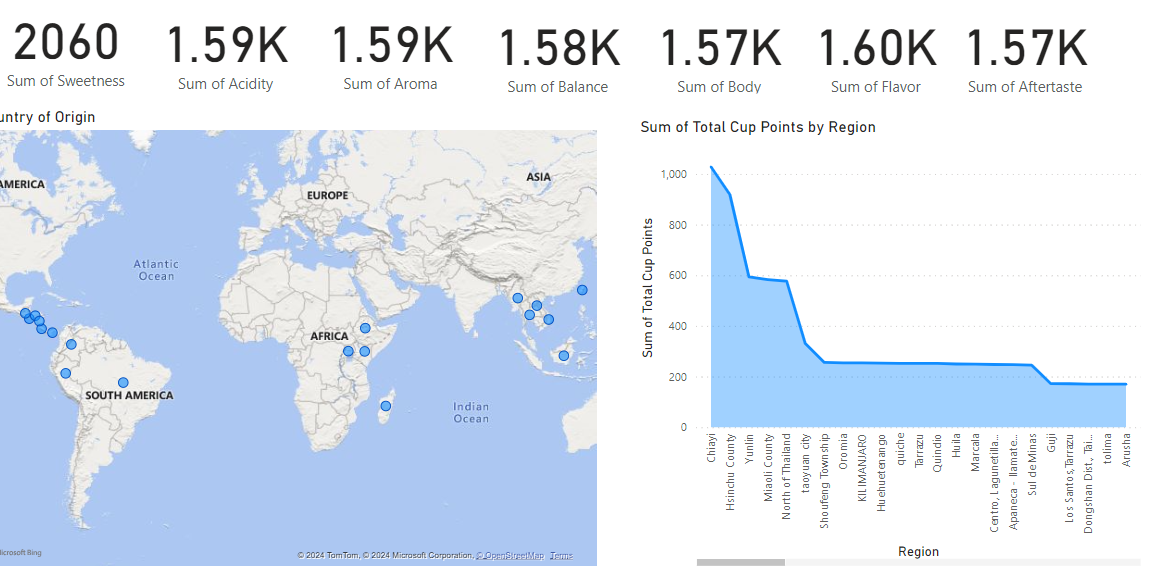 2060
Sum of Sweetness
1.59K
Sum of Acidity
1.59K
Sum of Aroma
1.58K
Sum of Balance
1.57K
Sum of Body
1.60K
Sum of Flavor
1.57K
Sum of Aftertaste
untry of Origin
AMERICA
EUROPE
ASIA
Atlantic
Ocean
AFRICA
SOUTH AMERICA
Indian
Ocean
icrosoft Bing
© 2024 TomTom, © 2024 Microsoft Corporation, © OpenStreetMap Terms
Sum of Total Cup Points by Region
Sum of Total Cup Points
1,000
800
600
400
200
0
Chiayi
Hsinchu County
Yunlin
Miaoli County
North of Thailand
taoyuan city
Shoufeng Township
Oromia
KILIMANJARO
Huehuetenango
quiche
Tarrazu
Quindio
Huila
Marcala
Centro, Lagunetilla...
Apaneca - Ilamate...
Sul de Minas
Guji
Los Santos,Tarrazu
Dongshan Dist., Tai...
tolima
Arusha
Region